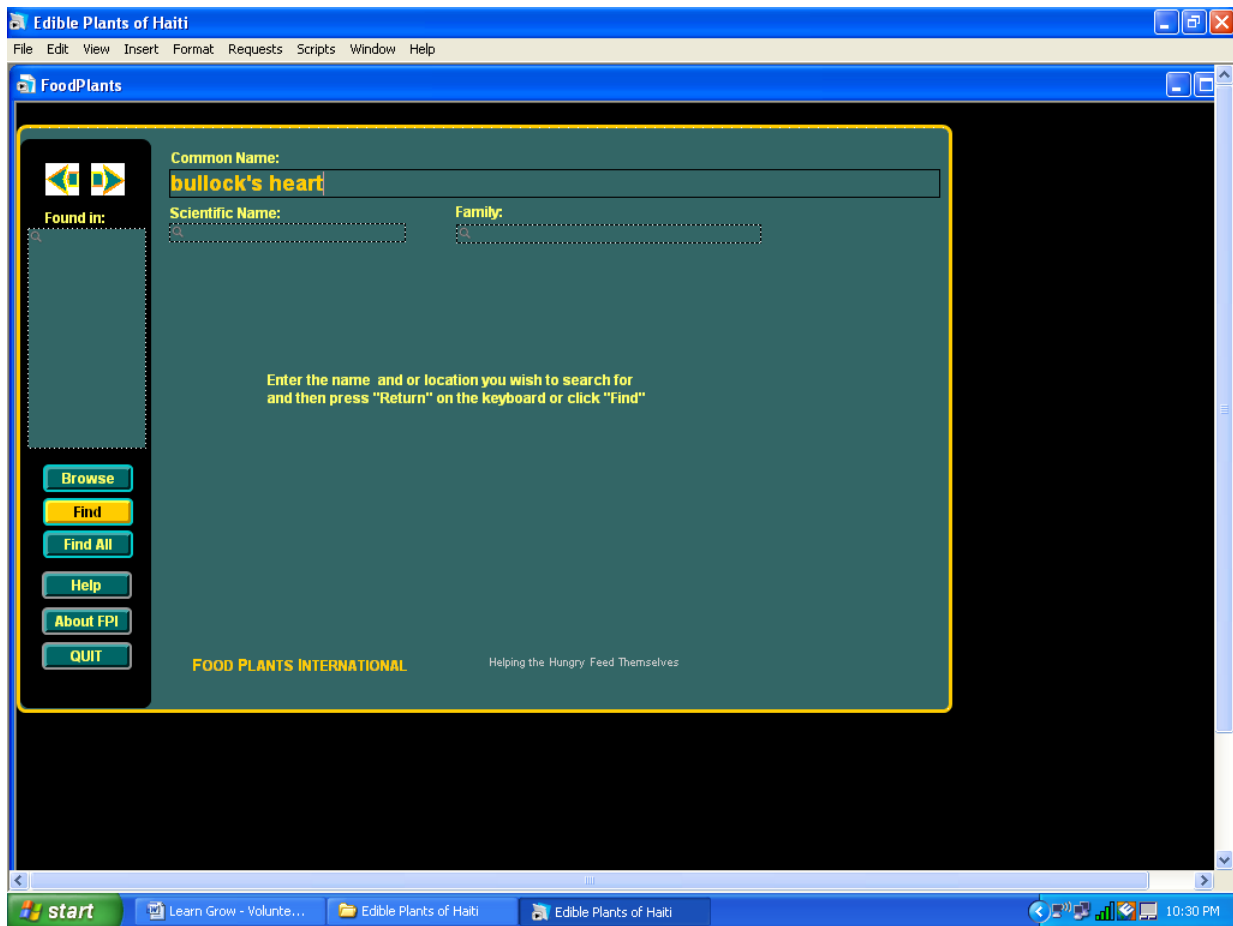 Edible Plants of Haiti
File Edit View Insert Format Requests Scripts Window Help
FoodPlants
Common Name:
bullock's heart
Found in:
Scientific Name:
Family:
Enter the name and or location you wish to search for
and then press "Return" on the keyboard or click "Find"
Browse
Find
Find All
Help
About FPI
QUIT
FOOD PLANTS INTERNATIONAL
Helping the Hungry Feed Themselves
start
Learn Grow - Volunte...
Edible Plants of Haiti
Edible Plants of Haiti
10:30 PM